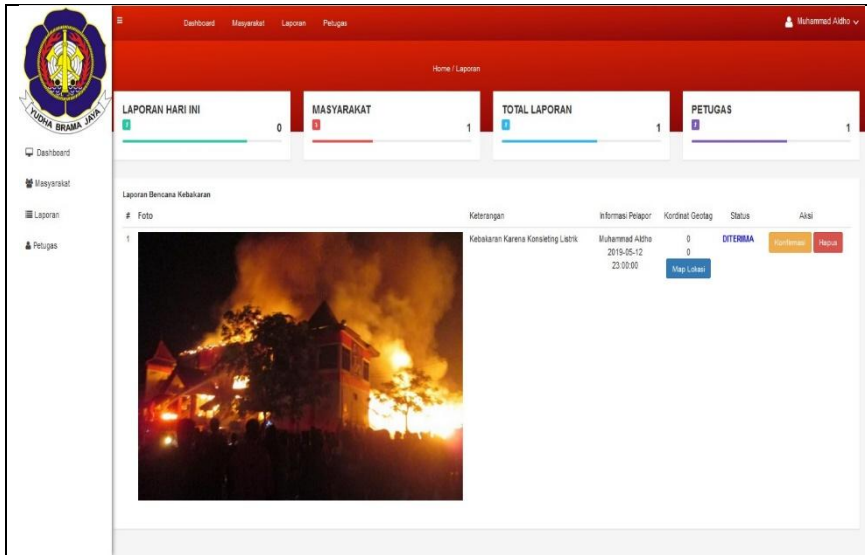 Dashboard Masyarakat Laporan Petugas
Muhammad Aldho
Home / Laporan
YUDHA BRAMA JAYA
LAPORAN HARI INI
0
MASYARAKAT
1
TOTAL LAPORAN
1
PETUGAS
1
Dashboard
Masyarakat
Laporan
Petugas
Laporan Bencana Kebakaran
# Foto Keterangan Informasi Pelapor Kordinat Geotag Status Aksi
1 Kebakaran Karena Konsleting Listrik Muhammad Aldho 0 DITERIMA Konfirmasi Hapus
2019-05-12 0
23:00:00 Map Lokasi